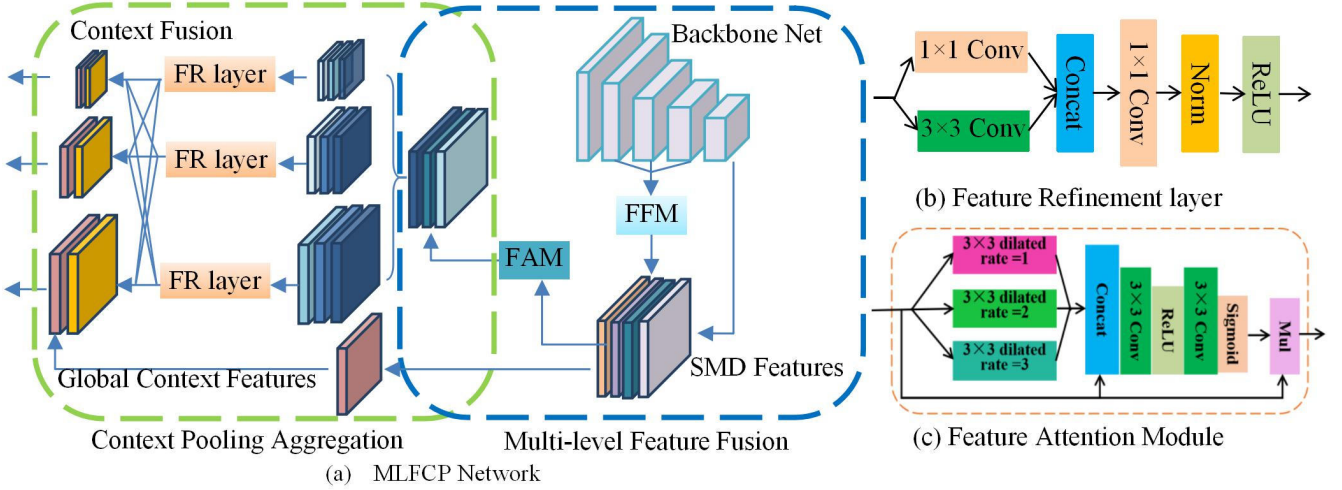 Context Fusion
FR layer
FR layer
FR layer
Global Context Features
Context Pooling Aggregation
Backbone Net
FFM
FAM
SMD Features
Multi-level Feature Fusion
(a) MLFCP Network
1×1 Conv
3×3 Conv
Concat
1×1 Conv
Norm
ReLU
(b) Feature Refinement layer
3×3 dilated
rate =1
3×3 dilated
rate =2
3×3 dilated
rate =3
Concat
3×3 Conv
ReLU
3×3 Conv
Sigmoid
Mul
(c) Feature Attention Module